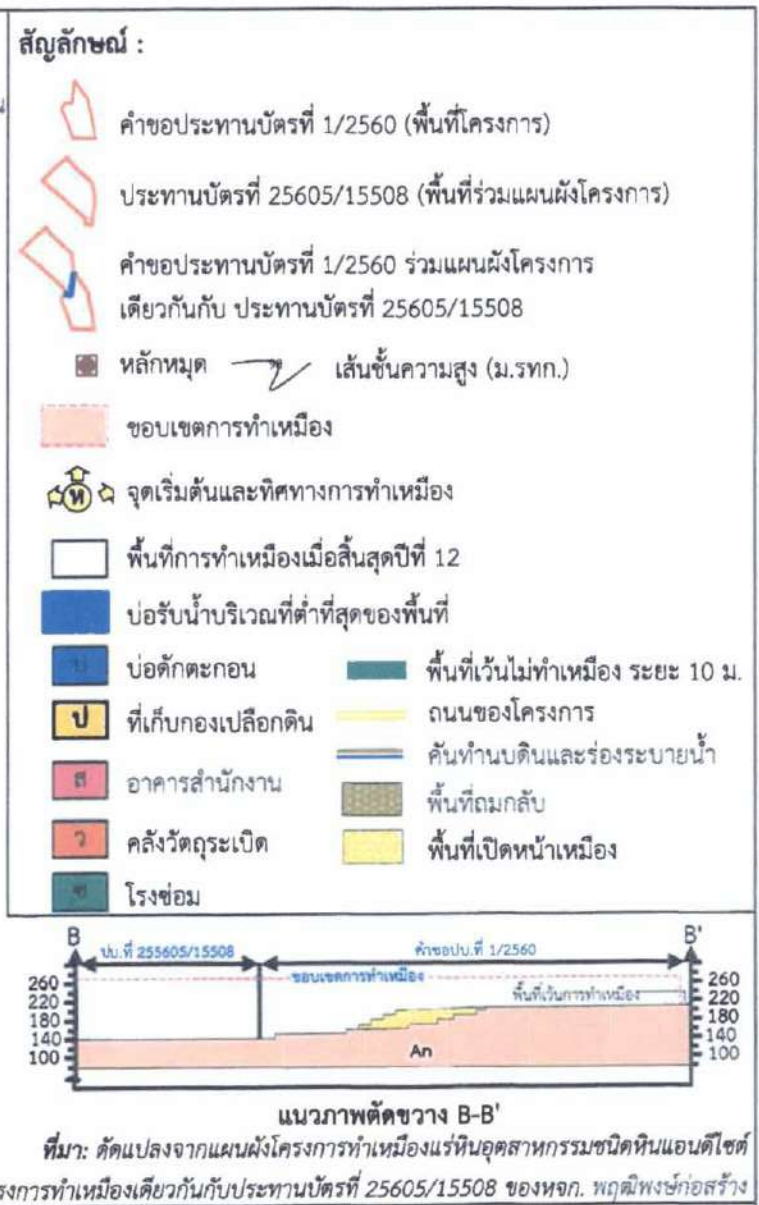 สัญลักษณ์ :
คำขอประทานบัตรที่ 1/2560 (พื้นที่โครงการ)
ประทานบัตรที่ 25605/15508 (พื้นที่ร่วมแผนผังโครงการ)
คำขอประทานบัตรที่ 1/2560 ร่วมแผนผังโครงการ
เดียวกันกับ ประทานบัตรที่ 25605/15508
หลักหมุด เส้นชั้นความสูง (ม.รทก.)
ขอบเขตการทำเหมือง
ห จุดเริ่มต้นและทิศทางการทำเหมือง
พื้นที่การทำเหมืองเมื่อสิ้นสุดปีที่ 12
บ่อรับน้ำบริเวณที่ต่ำที่สุดของพื้นที่
บ่อดักตะกอน พื้นที่เว้นไม่ทำเหมือง ระยะ 10 ม.
ป ที่เก็บกองเปลือกดิน ถนนของโครงการ
คันทำนบดินและร่องระบายน้ำ
ส อาคารสำนักงาน พื้นที่ถมกลับ
ว คลังวัตถุระเบิด พื้นที่เปิดหน้าเหมือง
ซ โรงซ่อม
B B'
ปบ.ที่ 255605/15508 คำขอปบ.ที่ 1/2560
ขอบเขตการทำเหมือง
260 260
พื้นที่เว้นการทำเหมือง
220 220
180 180
140 140
100 An 100
แนวภาพตัดขวาง B-B'
ที่มา: ดัดแปลงจากแผนผังโครงการทำเหมืองแร่หินอุตสาหกรรมชนิดหินแอนดีไซต์
รงการทำเหมืองเดียวกันกับประทานบัตรที่ 25605/15508 ของหจก. พฤฒิพงษ์ก่อสร้าง